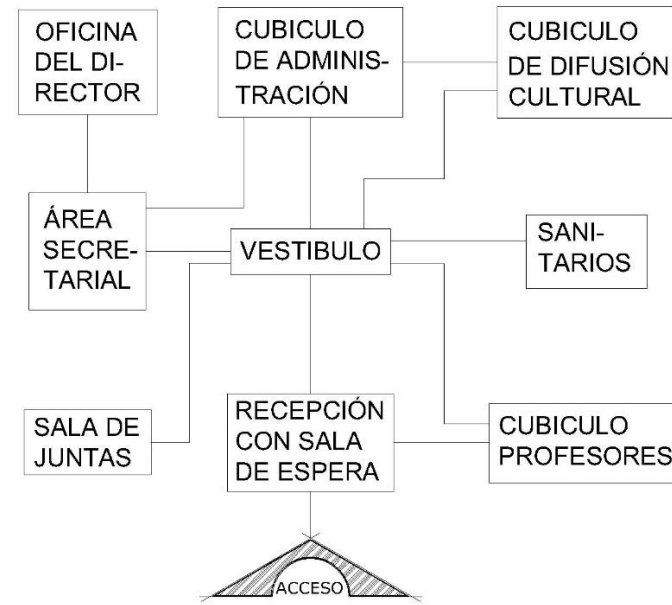 OFICINA
DEL DI-
RECTOR
CUBICULO
DE ADMINIS-
TRACIÓN
CUBICULO
DE DIFUSIÓN
CULTURAL
ÁREA
SECRE-
TARIAL
VESTIBULO
SANI-
TARIOS
SALA DE
JUNTAS
RECEPCIÓN
CON SALA
DE ESPERA
CUBICULO
PROFESORES
ACCESO